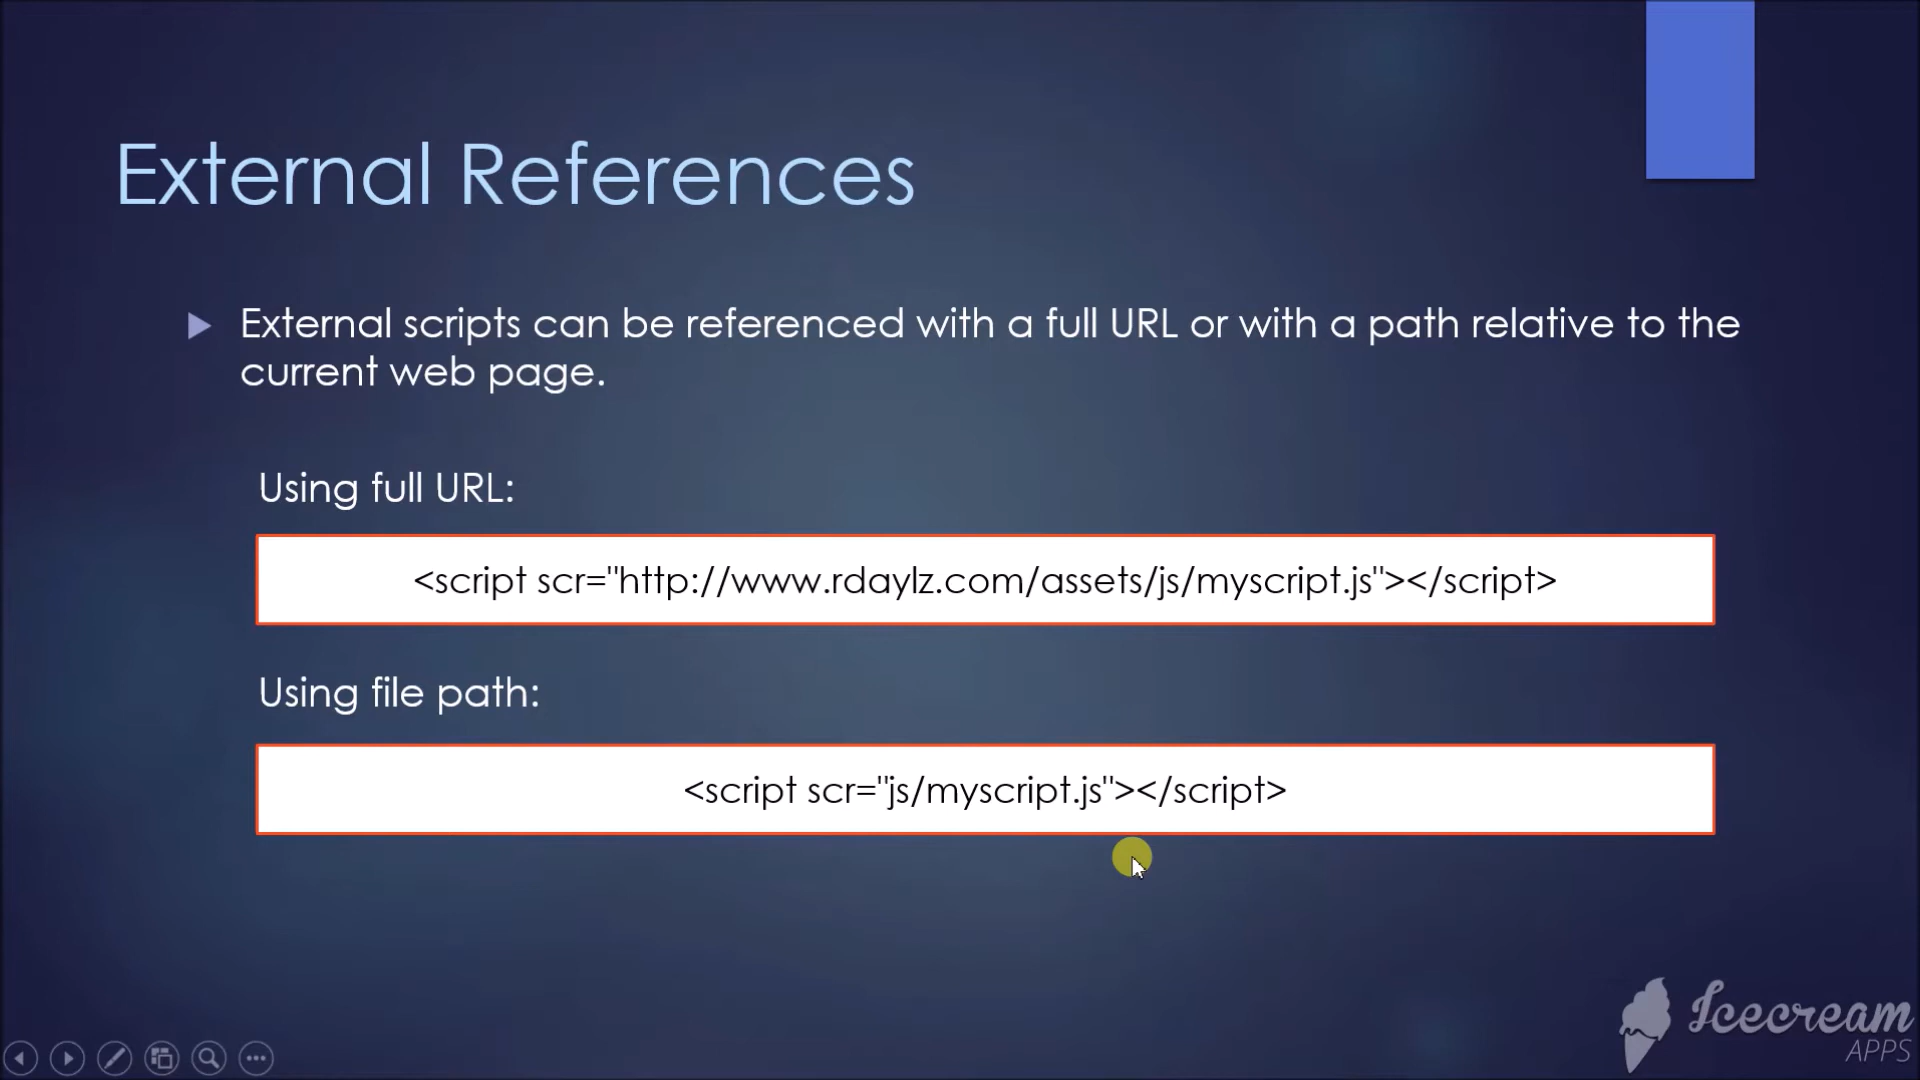 External References
External scripts can be referenced with a full URL or with a path relative to the
current web page.
Using full URL:
<script scr="http://www.rdaylz.com/assets/js/myscript.js"></script>
Using file path:
<script scr="js/myscript.js"></script>
Icecream
APPS